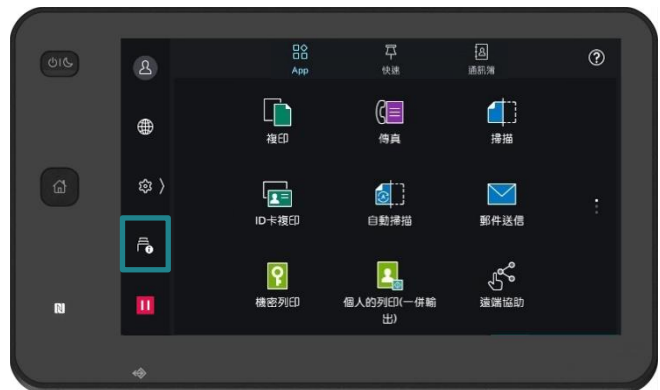 App
快速
通訊簿
複印
傳真
掃描
ID卡複印
自動掃描
郵件送信
機密列印
個人的列印(一併輸
出)
遠端協助